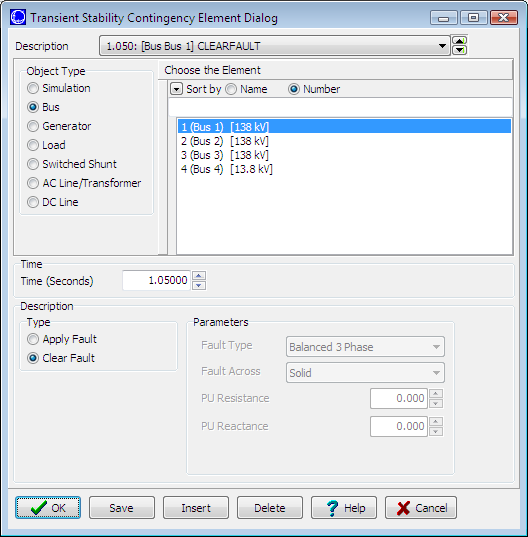 Transient Stability Contingency Element Dialog
Description 1.050: [Bus Bus 1] CLEARFAULT
Object Type
Simulation
Bus
Generator
Load
Switched Shunt
AC Line/Transformer
DC Line
Choose the Element
Sort by Name Number
1 (Bus 1) [138 kV]
2 (Bus 2) [138 kV]
3 (Bus 3) [138 kV]
4 (Bus 4) [13.8 kV]
Time
Time (Seconds) 1.05000
Description
Type
Apply Fault
Clear Fault
Parameters
Fault Type Balanced 3 Phase
Fault Across Solid
PU Resistance 0.000
PU Reactance 0.000
OK Save Insert Delete ? Help Cancel